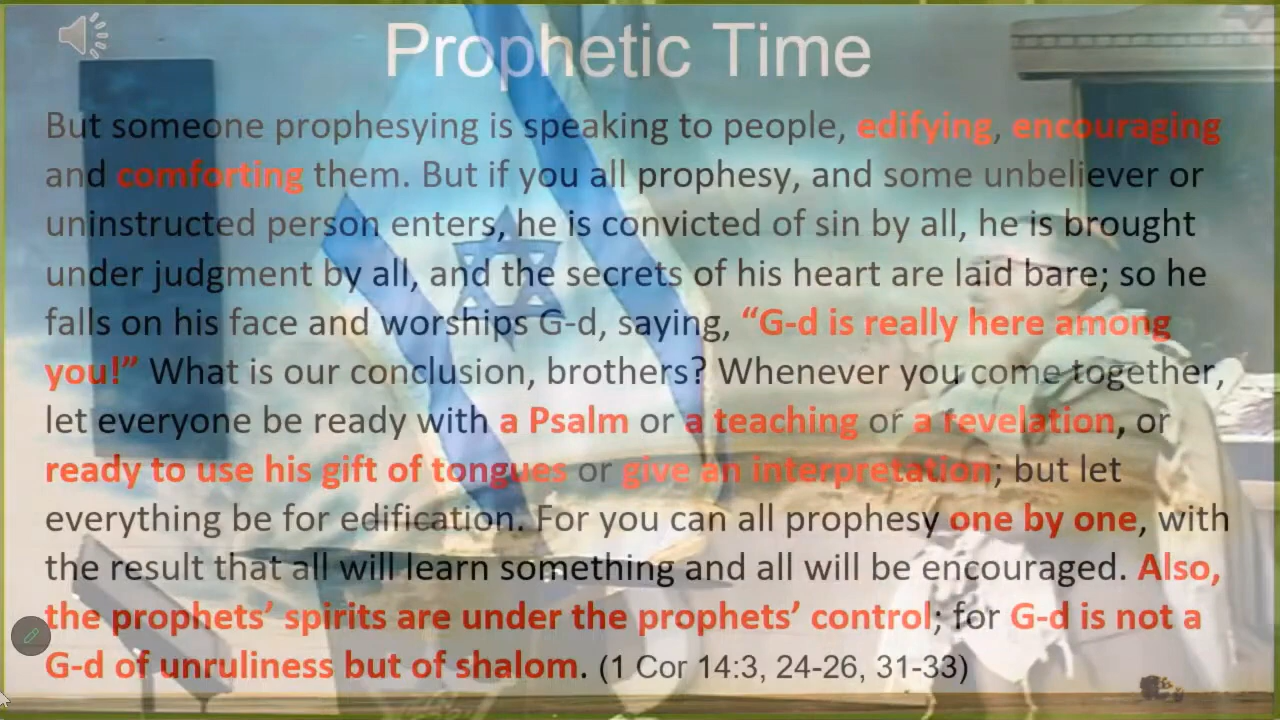 Prophetic Time
But someone prophesying is speaking to people, edifying, encouraging
and comforting them. But if you all prophesy, and some unbeliever or
uninstructed person enters, he is convicted of sin by all, he is brought
under judgment by all, and the secrets of his heart are laid bare; so he
falls on his face and worships G-d, saying, “G-d is really here among
you!” What is our conclusion, brothers? Whenever you come together,
let everyone be ready with a Psalm or a teaching or a revelation, or
ready to use his gift of tongues or give an interpretation; but let
everything be for edification. For you can all prophesy one by one, with
the result that all will learn something and all will be encouraged. Also,
the prophets’ spirits are under the prophets’ control; for G-d is not a
G-d of unruliness but of shalom. (1 Cor 14:3, 24-26, 31-33)